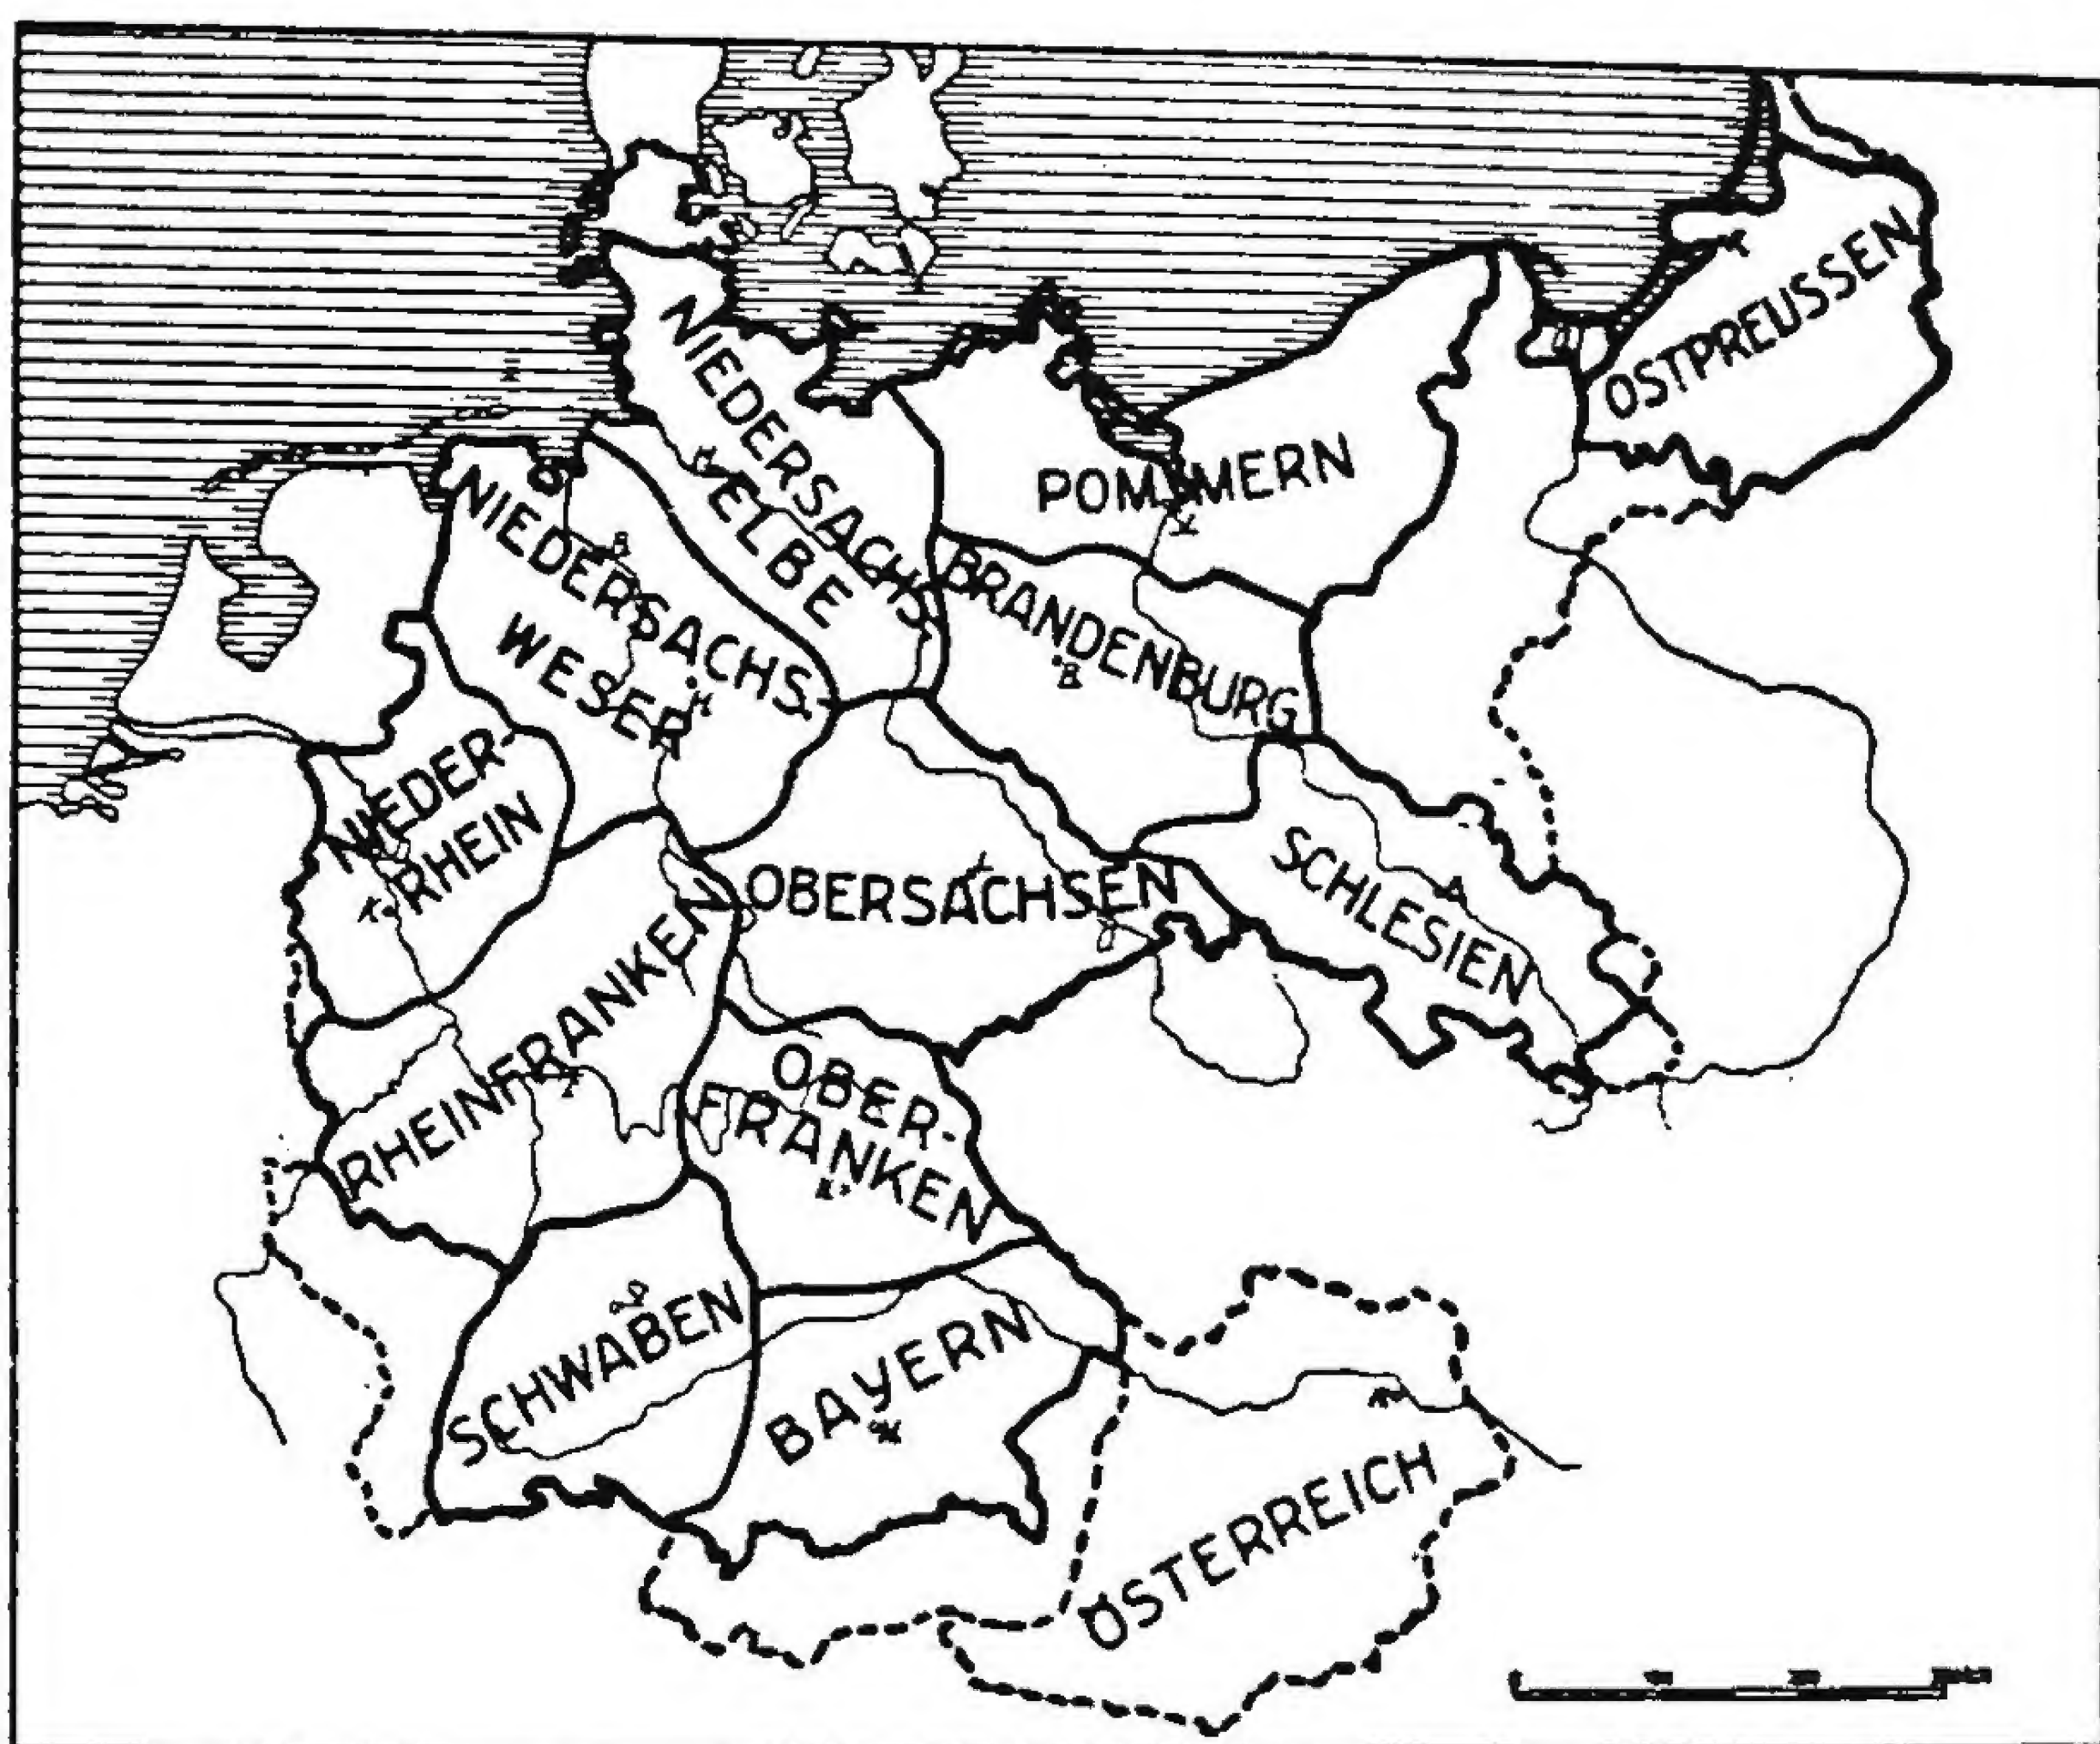 OSTPREUSSEN
NIEDERSACHS.
ELBE
POMMERN
NIEDERSACHS.
WESER
BRANDENBURG
B
B
H
NIEDER-
RHEIN
K
SCHLESIEN
OBERSACHSEN
L
RHEINFRANKEN
OBER-
FRANKEN
SCHWABEN
BAYERN
ÖSTERREICH